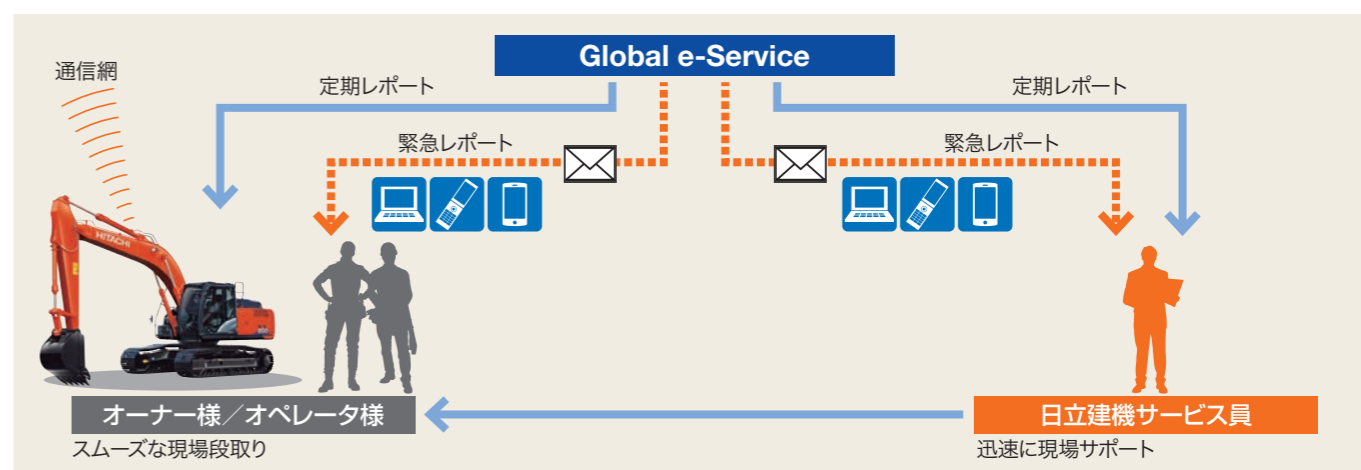 Global e-Service
通信網
定期レポート
定期レポート
緊急レポート
緊急レポート
HITACHI
オーナー様／オペレータ様
日立建機サービス員
スムーズな現場段取り
迅速に現場サポート